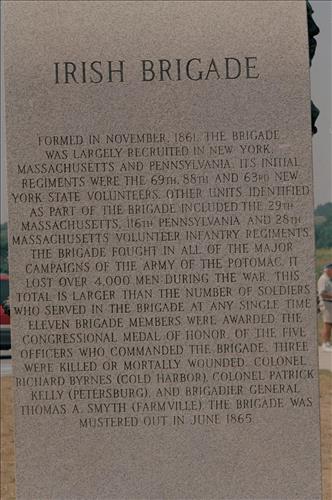 IRISH BRIGADE
FORMED IN NOVEMBER, 1861, THE BRIGADE
WAS LARGELY RECRUITED IN NEW YORK,
MASSACHUSETTS AND PENNSYLVANIA. ITS INITIAL
REGIMENTS WERE THE 69TH, 88TH AND 63RD NEW
YORK STATE VOLUNTEERS. OTHER UNITS IDENTIFIED
AS PART OF THE BRIGADE INCLUDED THE 29TH
MASSACHUSETTS, 116TH PENNSYLVANIA AND 28TH
MASSACHUSETTS VOLUNTEER INFANTRY REGIMENTS.
THE BRIGADE FOUGHT IN ALL OF THE MAJOR
CAMPAIGNS OF THE ARMY OF THE POTOMAC. IT
LOST OVER 4,000 MEN DURING THE WAR. THIS
TOTAL IS LARGER THAN THE NUMBER OF SOLDIERS
WHO SERVED IN THE BRIGADE AT ANY SINGLE TIME
ELEVEN BRIGADE MEMBERS WERE AWARDED THE
CONGRESSIONAL MEDAL OF HONOR. OF THE FIVE
OFFICERS WHO COMMANDED THE BRIGADE, THREE
WERE KILLED OR MORTALLY WOUNDED: COLONEL
RICHARD BYRNES (COLD HARBOR), COLONEL PATRICK
KELLY (PETERSBURG), AND BRIGADIER GENERAL
THOMAS A. SMYTH (FARMVILLE). THE BRIGADE WAS
MUSTERED OUT IN JUNE 1865.